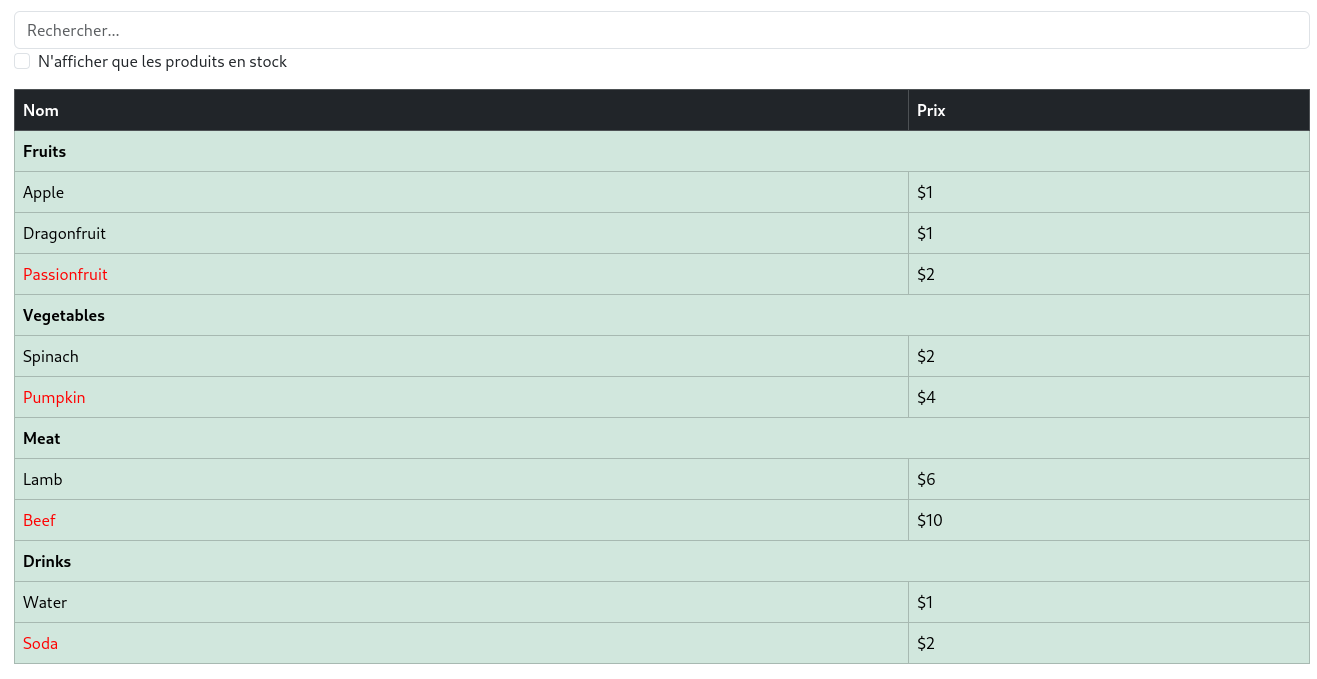 Rechercher...
N'afficher que les produits en stock
Nom Prix
Fruits
Apple $1
Dragonfruit $1
Passionfruit $2
Vegetables
Spinach $2
Pumpkin $4
Meat
Lamb $6
Beef $10
Drinks
Water $1
Soda $2